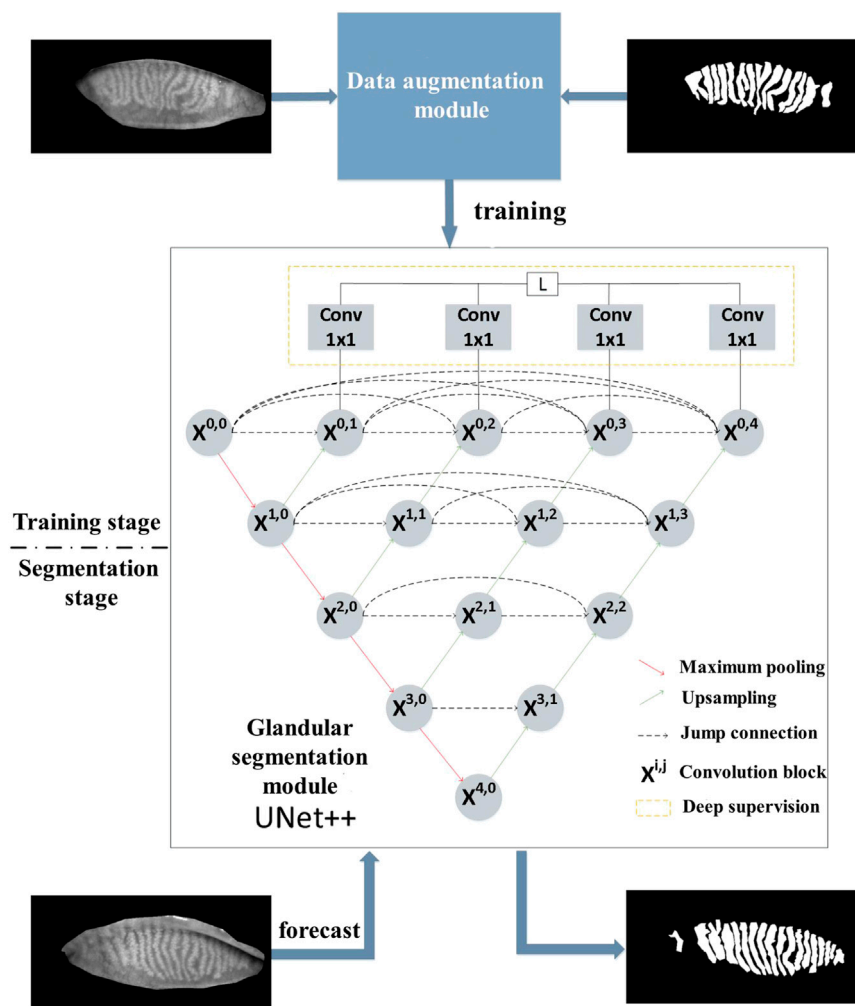 Data augmentation
module
training
L
Conv
1x1
Conv
1x1
Conv
1x1
Conv
1x1
X0,0
X0,1
X0,2
X0,3
X0,4
X1,0
X1,1
X1,2
X1,3
Training stage
Segmentation
stage
X2,0
X2,1
X2,2
X3,0
X3,1
X4,0
Glandular
segmentation
module
UNet++
Maximum pooling
Upsampling
Jump connection
Xi,j Convolution block
Deep supervision
forecast